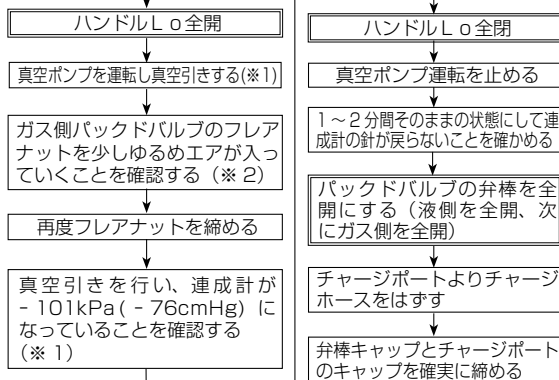 ハンドルLo全開
真空ポンプを運転し真空引きする(※1)
ガス側パックドバルブのフレア
ナットを少しゆるめエアが入っ
ていくことを確認する（※2）
再度フレアナットを締める
真空引きを行い、連成計が
-101kPa(-76cmHg)に
なっていることを確認する
（※1）
ハンドルLo全閉
真空ポンプ運転を止める
1～2分間そのままの状態にして連
成計の針が戻らないことを確かめる
パックドバルブの弁棒を全
開にする（液側を全開、次
にガス側を全開）
チャージポートよりチャージ
ホースをはずす
弁棒キャップとチャージポート
のキャップを確実に締める